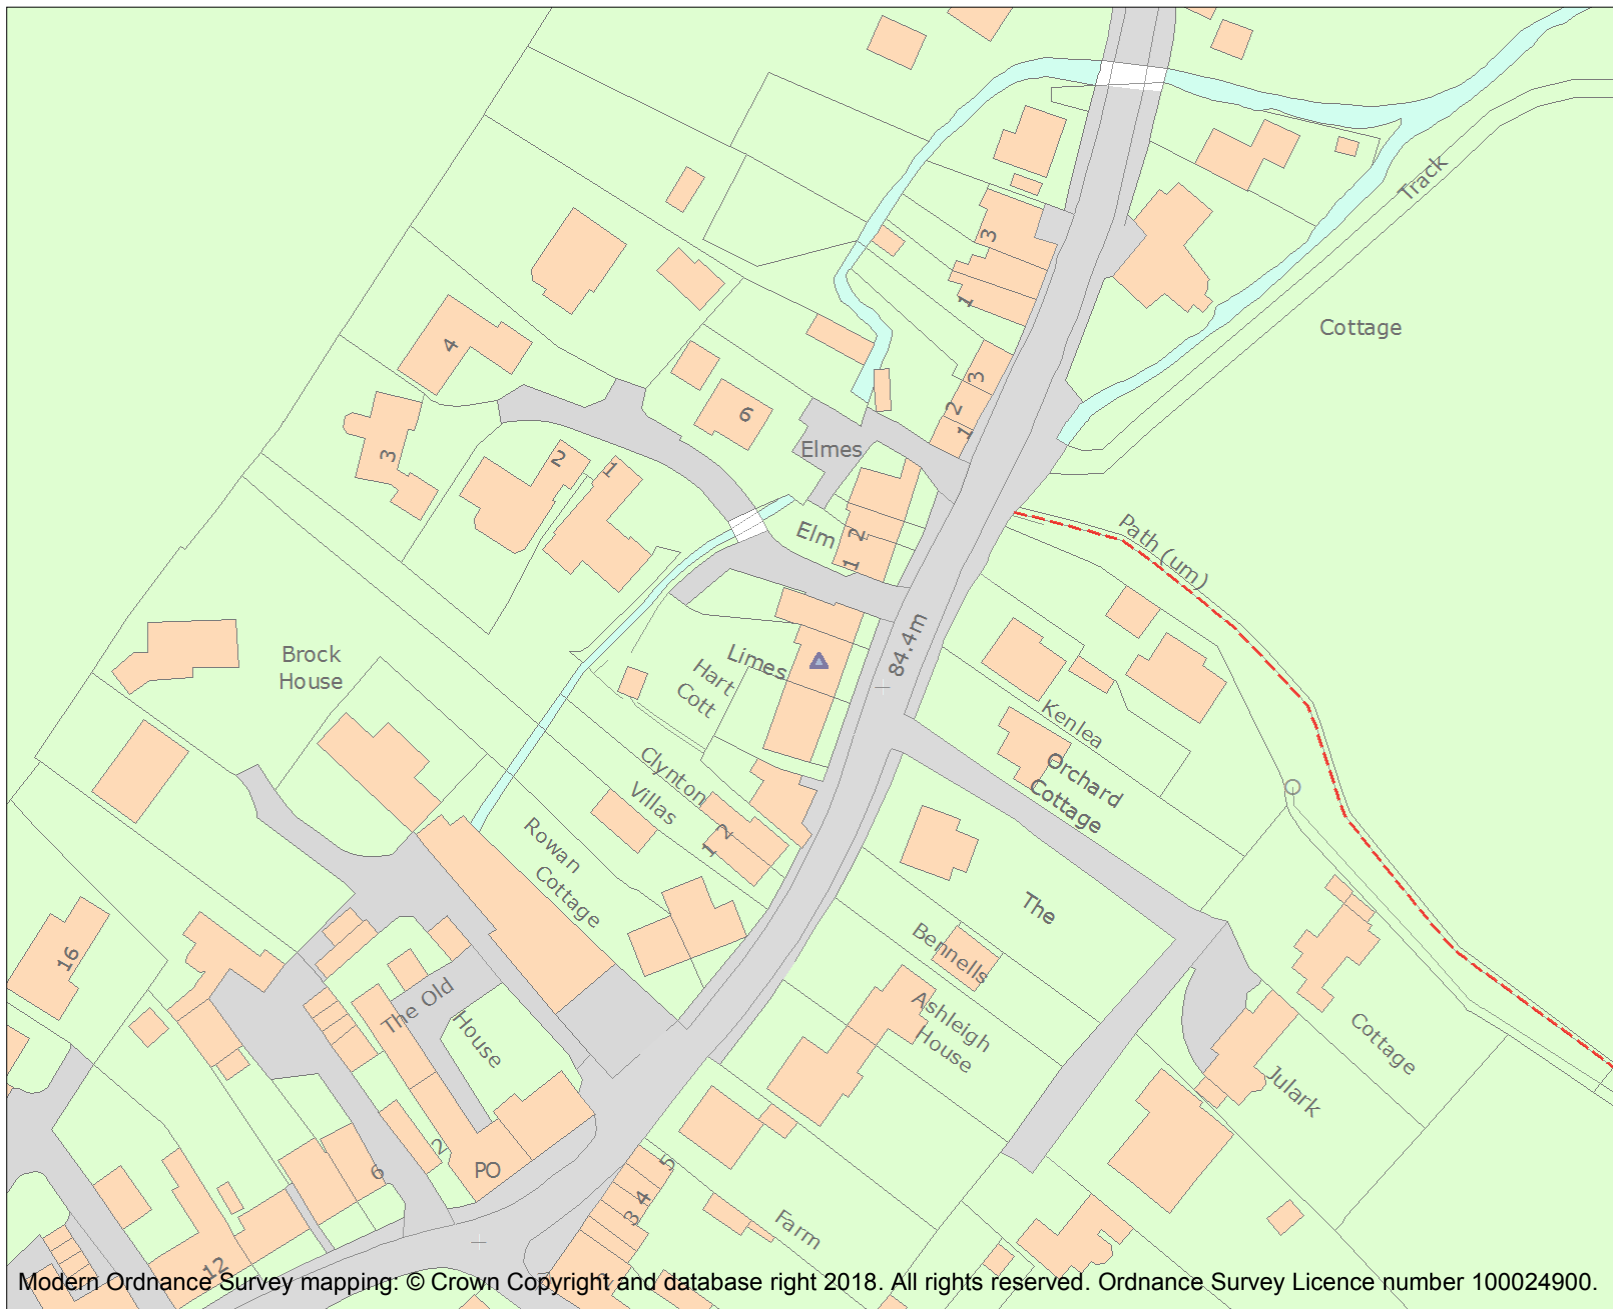 Track
3
1
Cottage
4
3
2
1
6
3
Elmes
2
1
Path (um)
Elm
2
1
84.4m
Brock
House
Limes
Hart
Cott
Kenlea
Orchard
Cottage
Clynton
Villas
2
1
Rowan
Cottage
The
Bennells
16
The Old
House
Ashleigh
House
Cottage
Julark
2
PO
6
5
4
3
Farm
12
1
Modern Ordnance Survey mapping: © Crown Copyright and database right 2018. All rights reserved. Ordnance Survey Licence number 100024900.